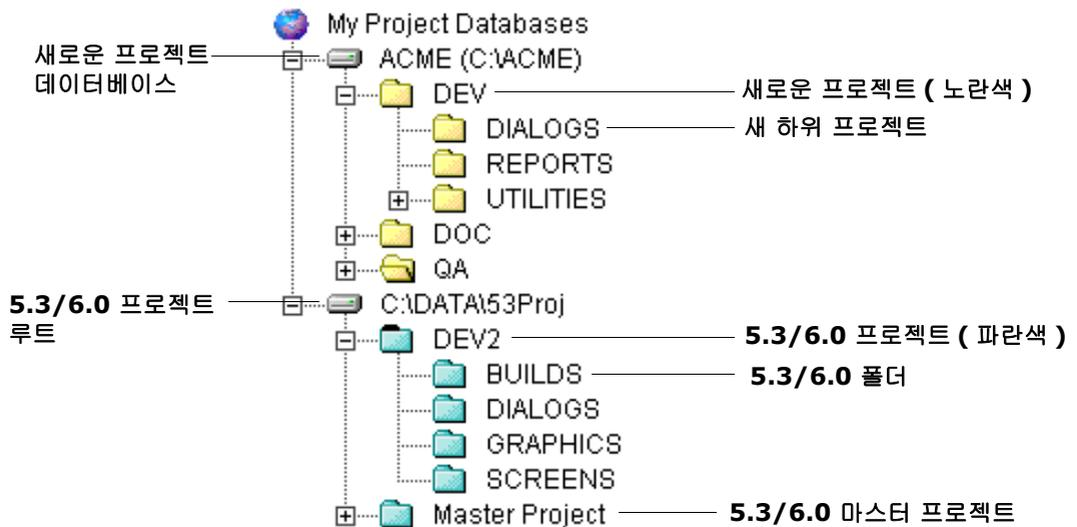 My Project Databases
새로운 프로젝트
데이터베이스
ACME (C:\ACME)
DEV
새로운 프로젝트 ( 노란색 )
DIALOGS
새 하위 프로젝트
REPORTS
UTILITIES
DOC
QA
5.3/6.0 프로젝트
루트
C:\DATA\53Proj
DEV2
5.3/6.0 프로젝트 ( 파란색 )
BUILDS
5.3/6.0 폴더
DIALOGS
GRAPHICS
SCREENS
Master Project
5.3/6.0 마스터 프로젝트